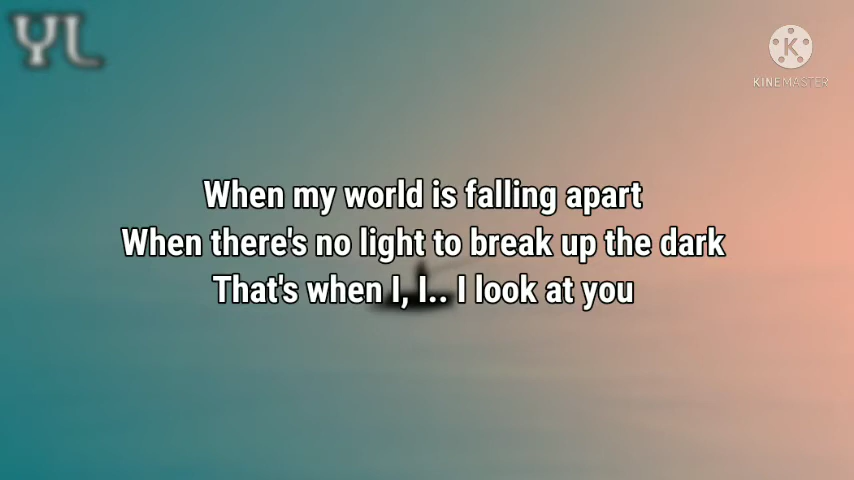 YL
KINEMASTER
When my world is falling apart
When there's no light to break up the dark
That's when I, I.. I look at you